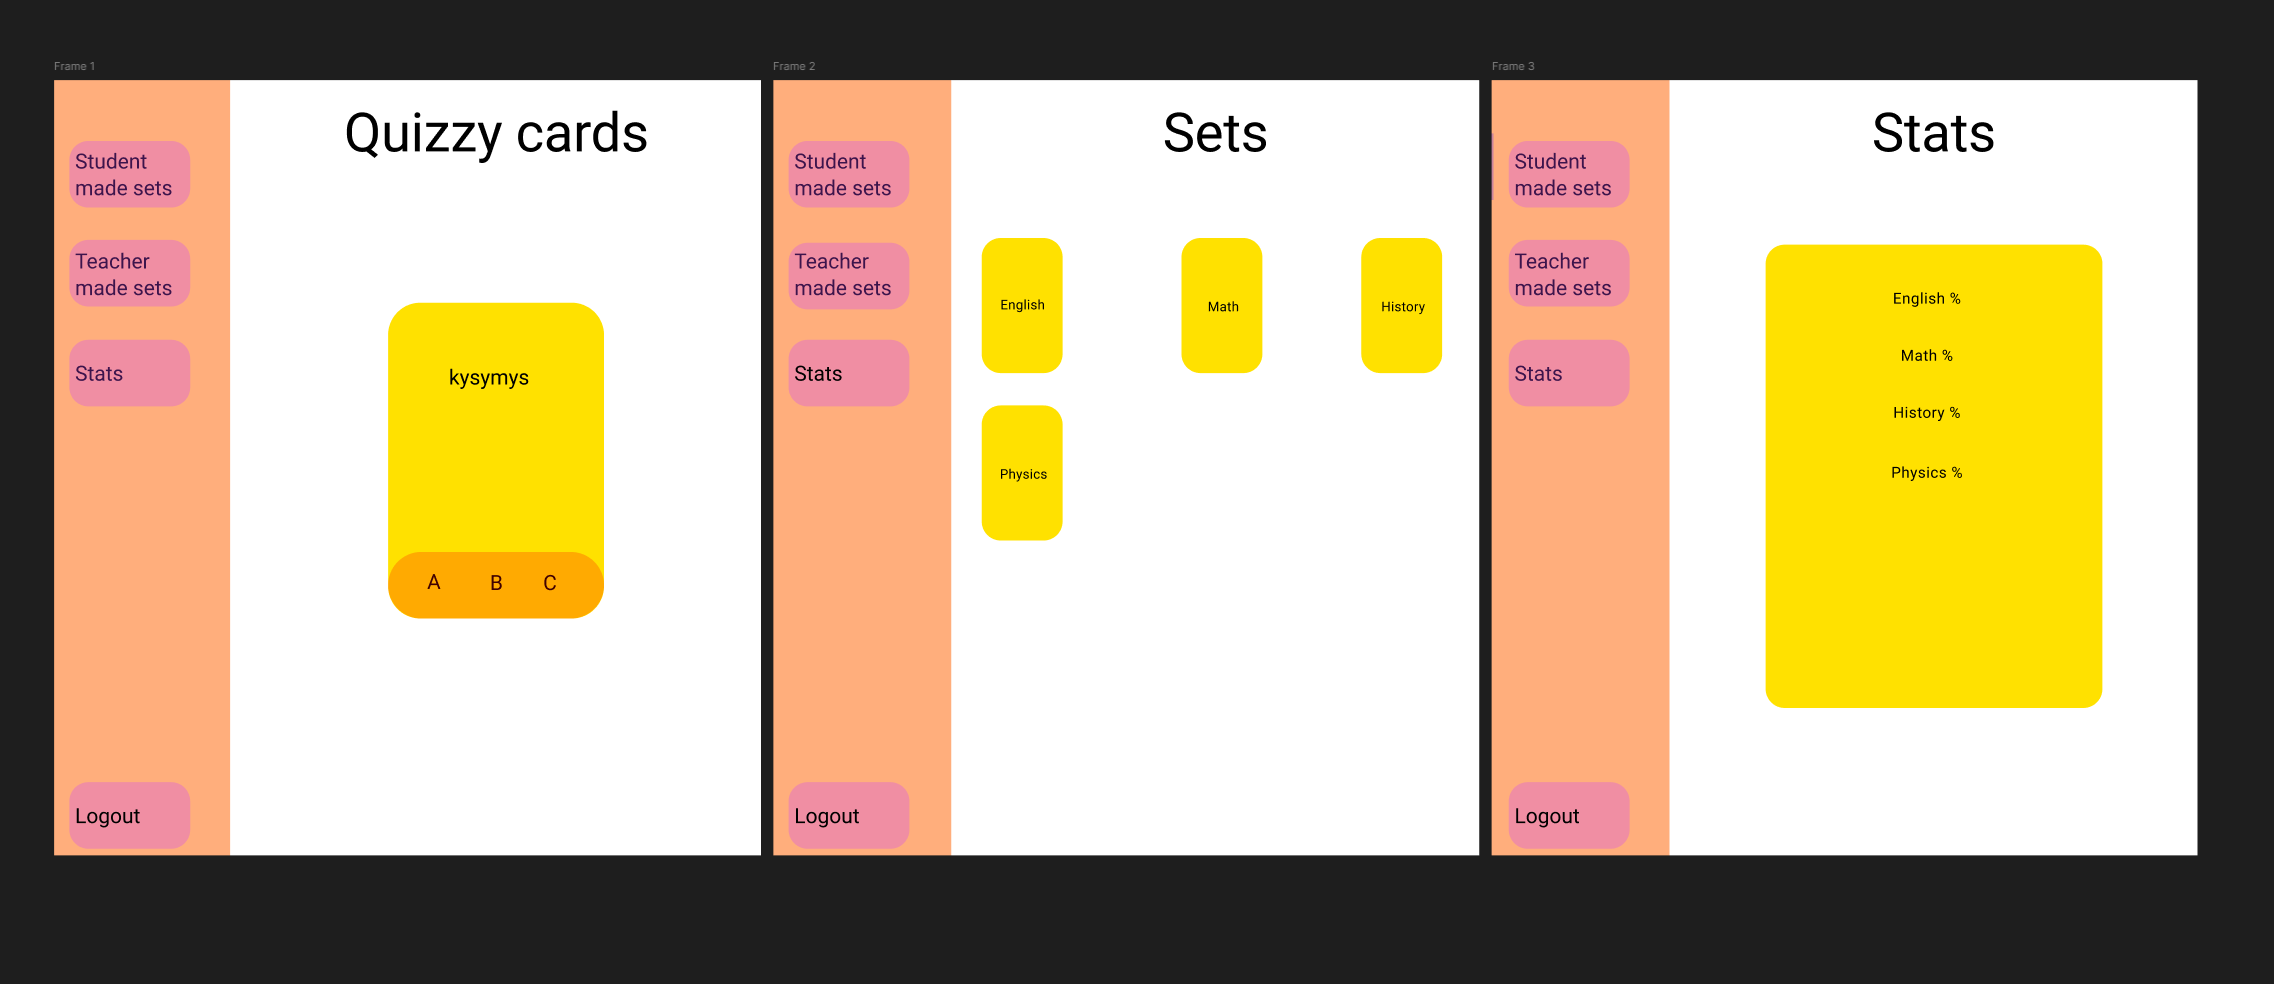 Frame 1
Quizzy cards
Student
made sets
Teacher
made sets
Stats
kysymys
A B C
Logout
Frame 2
Sets
Student
made sets
Teacher
made sets
Stats
English
Math
History
Physics
Logout
Frame 3
Stats
Student
made sets
Teacher
made sets
Stats
English %
Math %
History %
Physics %
Logout